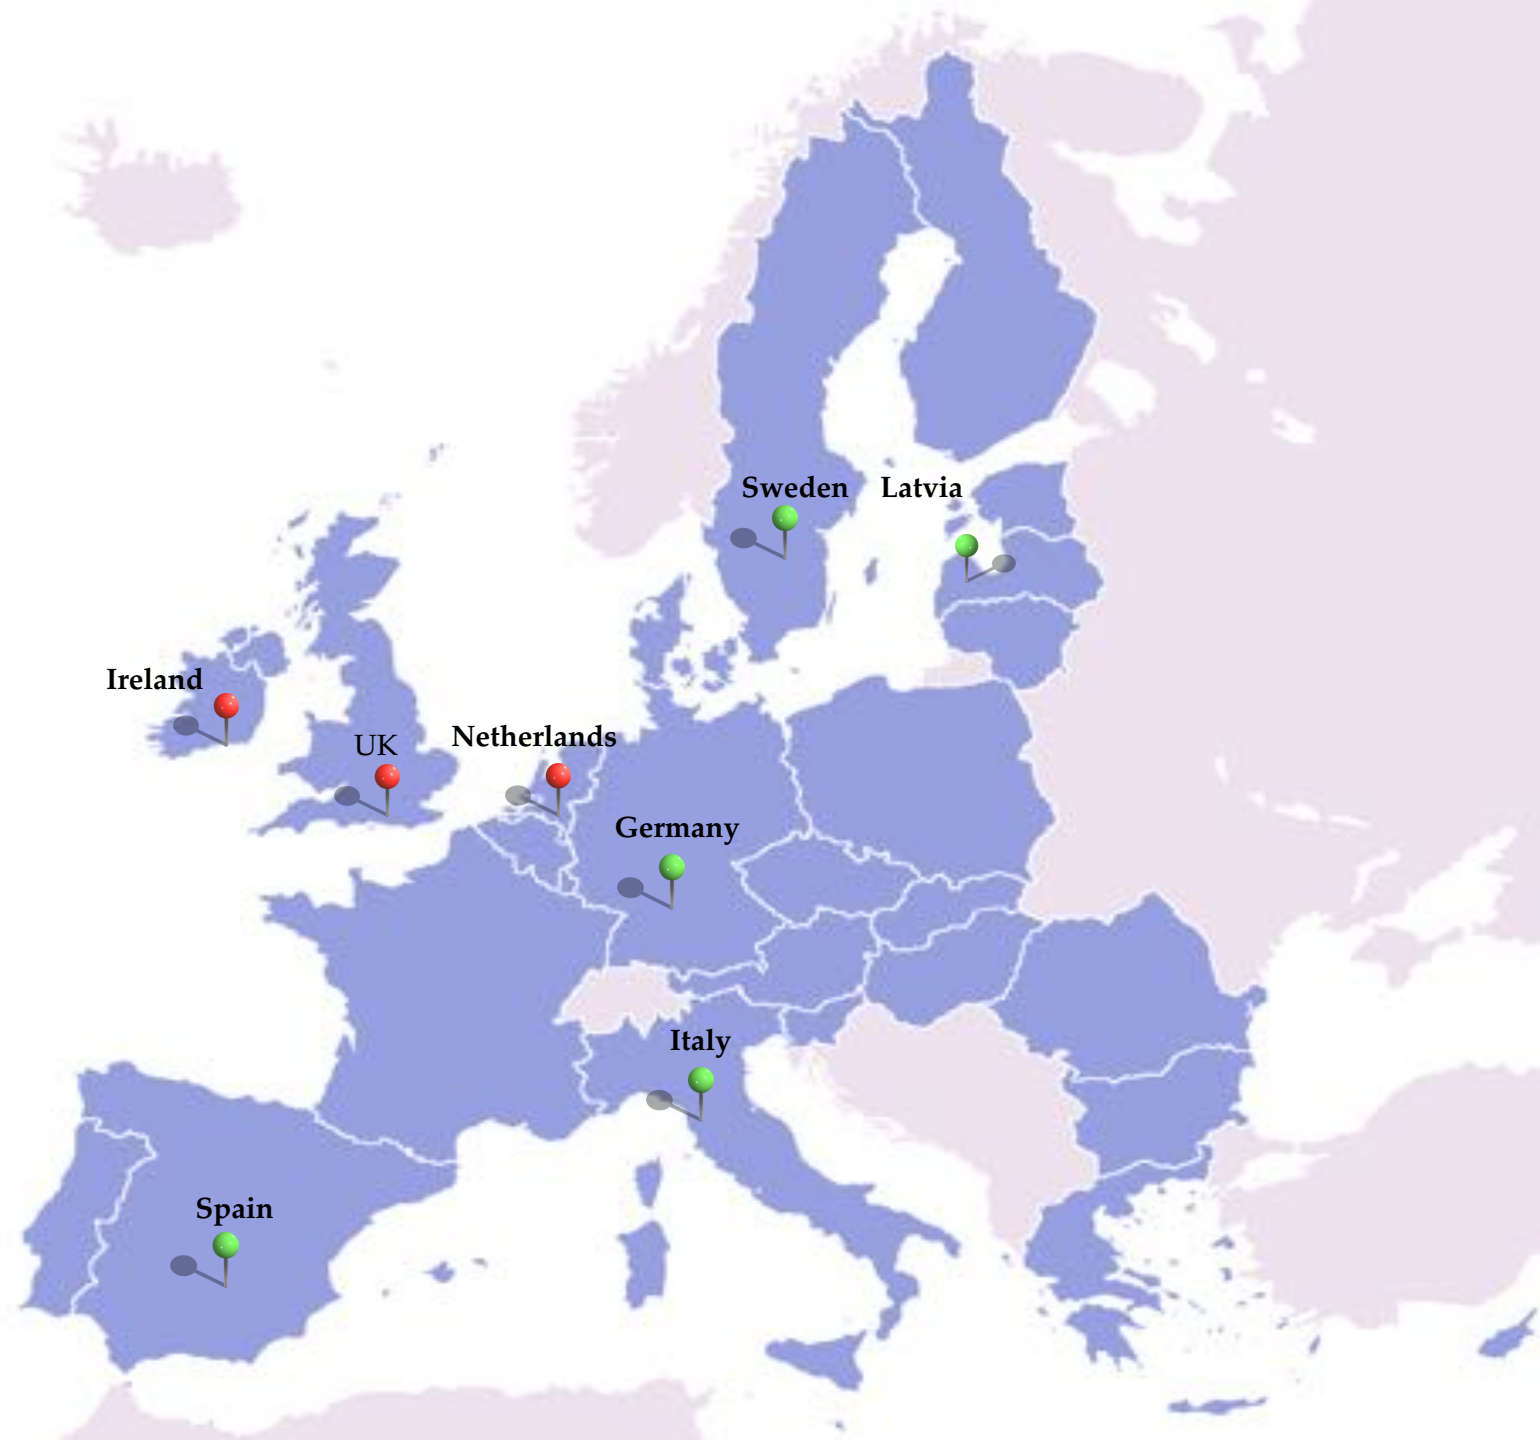 Sweden
Latvia
Ireland
UK
Netherlands
Germany
Italy
Spain